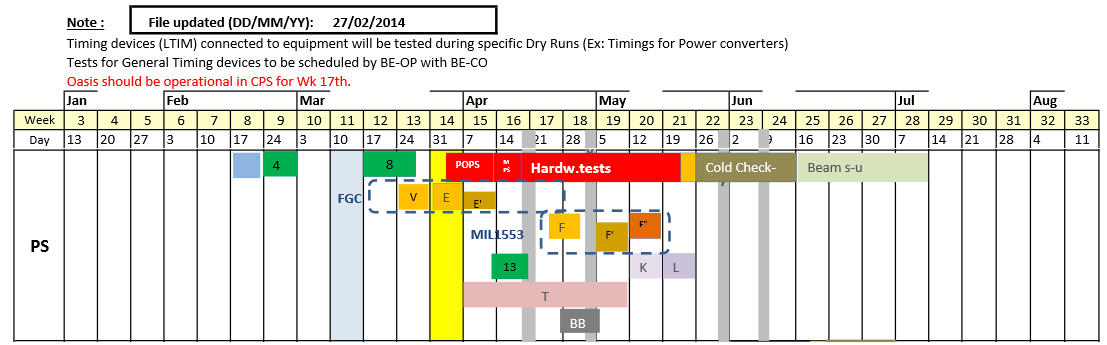 Note : File updated (DD/MM/YY): 27/02/2014
Timing devices (LTIM) connected to equipment will be tested during specific Dry Runs (Ex: Timings for Power converters)
Tests for General Timing devices to be scheduled by BE-OP with BE-CO
Oasis should be operational in CPS for Wk 17th.
Jan Feb Mar Apr May Jun Jul Aug
Week 3 4 5 6 7 8 9 10 11 12 13 14 15 16 17 18 19 20 21 22 23 24 25 26 27 28 29 30 31 32 33
Day 13 20 27 3 10 17 24 3 10 17 24 31 7 14 21 28 5 12 19 26 2 9 16 23 30 7 14 21 28 4 11
4 8 POPS M PS Hardw.tests Cold Check- Beam s-u
FGC V E E'
MIL1553 F F' F"
PS
13 K L
T
BB